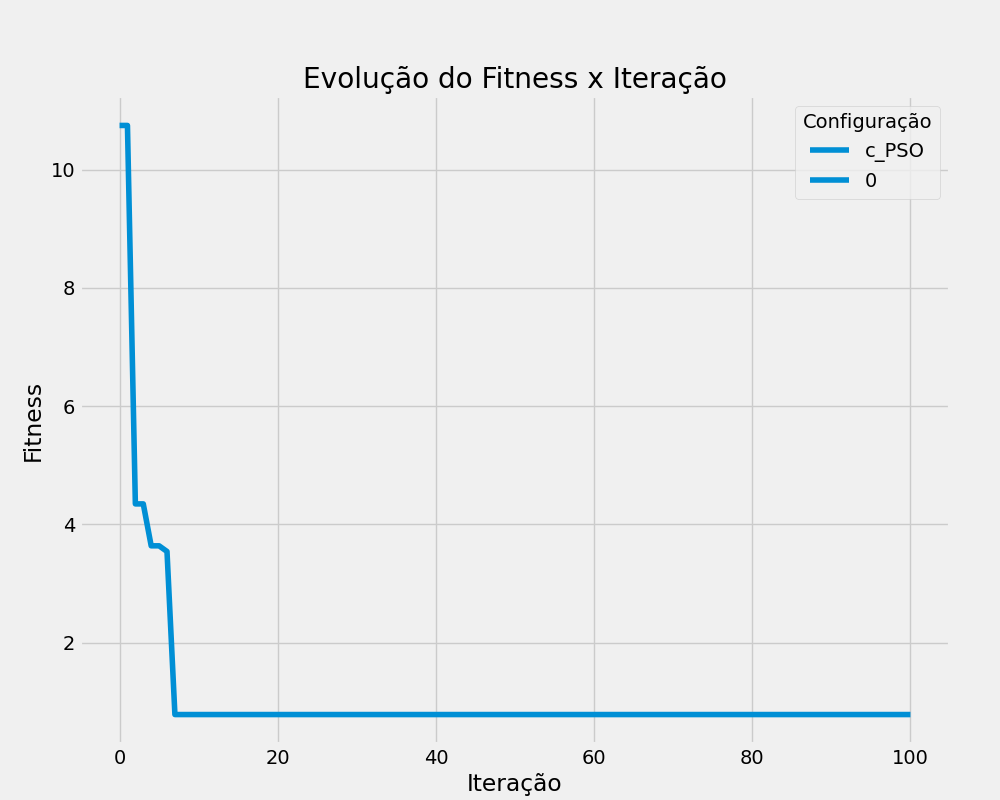 Evolução do Fitness x Iteração
Configuração
c_PSO
0
Fitness
10
8
6
4
2
0 20 40 60 80 100
Iteração